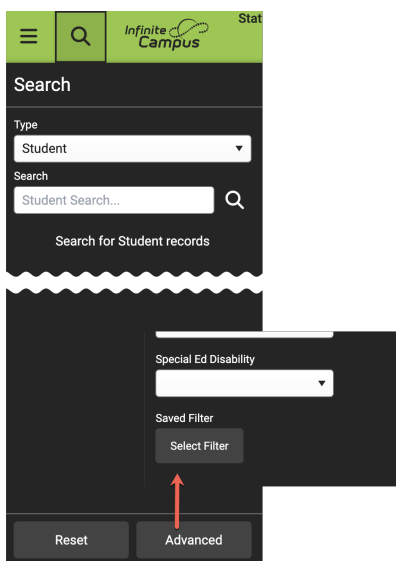 Stat
Infinite
Campus
Search
Type
Student
Search
Student Search...
Search for Student records
Special Ed Disability
Saved Filter
Select Filter
Reset
Advanced